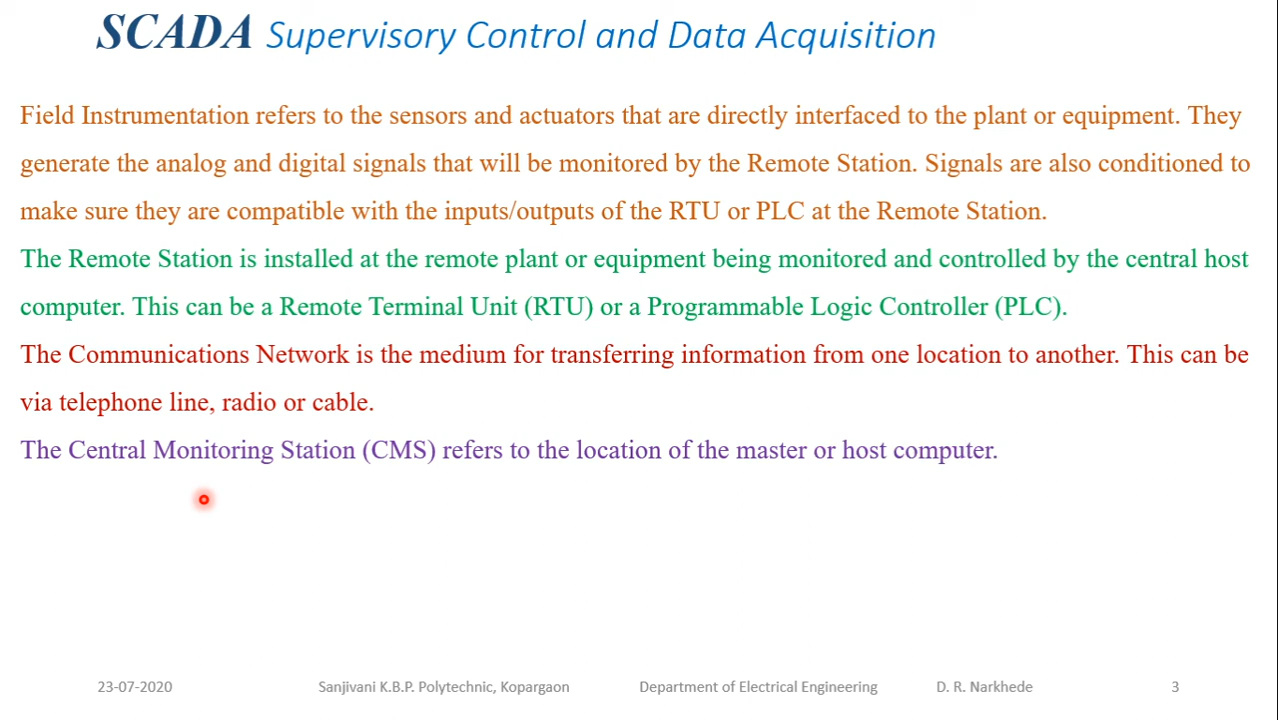 SCADA Supervisory Control and Data Acquisition
Field Instrumentation refers to the sensors and actuators that are directly interfaced to the plant or equipment. They
generate the analog and digital signals that will be monitored by the Remote Station. Signals are also conditioned to
make sure they are compatible with the inputs/outputs of the RTU or PLC at the Remote Station.
The Remote Station is installed at the remote plant or equipment being monitored and controlled by the central host
computer. This can be a Remote Terminal Unit (RTU) or a Programmable Logic Controller (PLC).
The Communications Network is the medium for transferring information from one location to another. This can be
via telephone line, radio or cable.
The Central Monitoring Station (CMS) refers to the location of the master or host computer.
23-07-2020 Sanjivani K.B.P. Polytechnic, Kopargaon Department of Electrical Engineering D. R. Narkhede 3